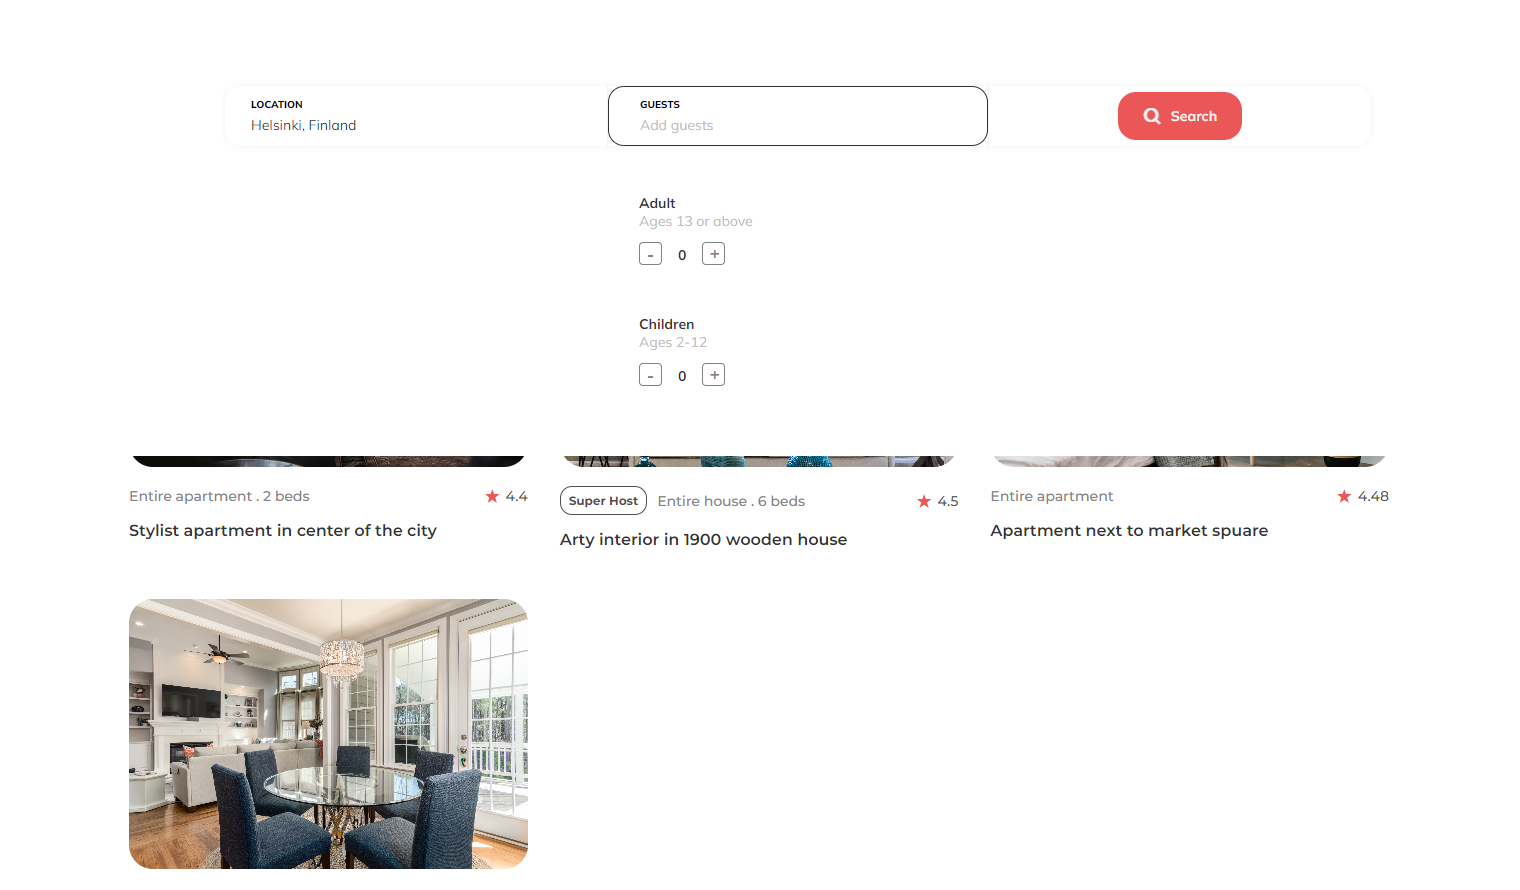 LOCATION
Helsinki, Finland
GUESTS
Add guests
Search
Adult
Ages 13 or above
- 0 +
Children
Ages 2-12
- 0 +
Entire apartment . 2 beds
4.4
Stylist apartment in center of the city
Super Host
Entire house . 6 beds
4.5
Arty interior in 1900 wooden house
Entire apartment
4.48
Apartment next to market spuare